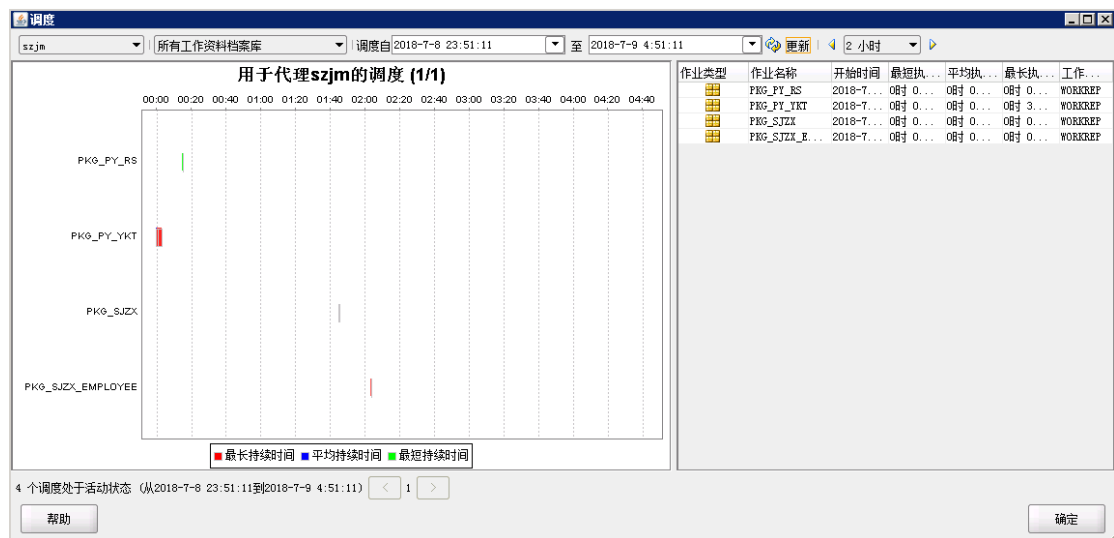 调度
szjm 所有工作资料档案库 调度自 2018-7-8 23:51:11 至 2018-7-9 4:51:11 更新 2 小时
用于代理szjm的调度 (1/1)
00:00 00:20 00:40 01:00 01:20 01:40 02:00 02:20 02:40 03:00 03:20 03:40 04:00 04:20 04:40
PKG_PY_RS
PKG_PY_YKT
PKG_SJZX
PKG_SJZX_EMPLOYEE
最长持续时间 平均持续时间 最短持续时间
作业类型 作业名称 开始时间 最短执... 平均执... 最长执... 工作...
PKG_PY_RS 2018-7... 0时 0... 0时 0... 0时 0... WORKREP
PKG_PY_YKT 2018-7... 0时 0... 0时 0... 0时 3... WORKREP
PKG_SJZX 2018-7... 0时 0... 0时 0... 0时 0... WORKREP
PKG_SJZX_E... 2018-7... 0时 0... 0时 0... 0时 0... WORKREP
4 个调度处于活动状态 (从2018-7-8 23:51:11到2018-7-9 4:51:11) < 1 >
帮助 确定